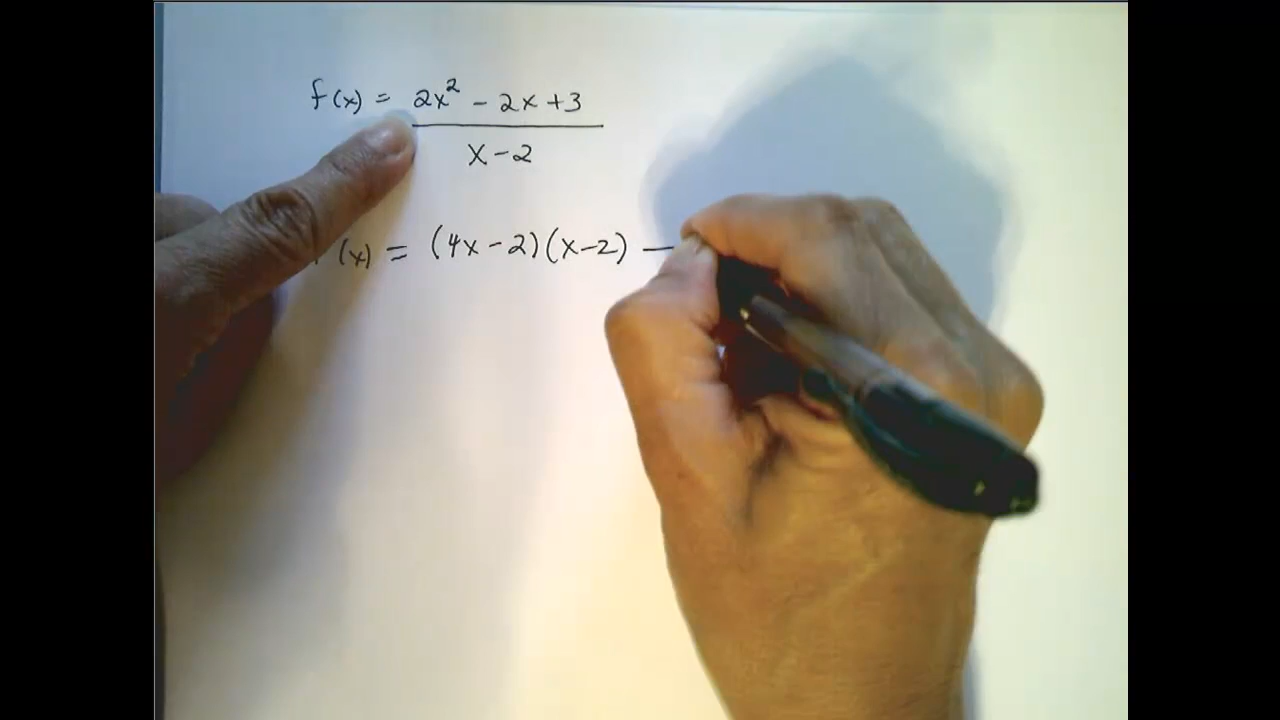 f(x) = 2x² - 2x + 3
x - 2
(x) = (4x - 2)(x - 2) -